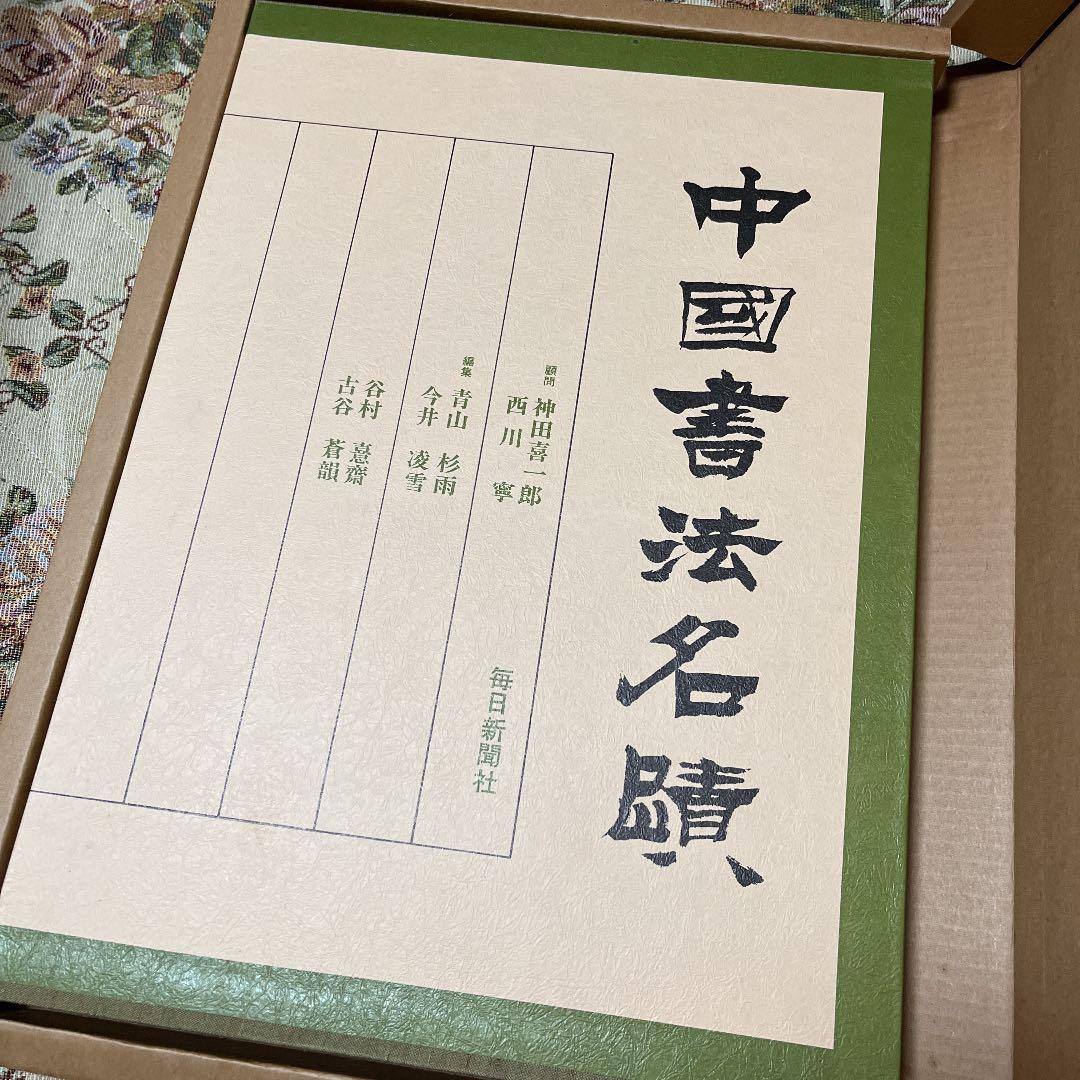 中國書法名蹟
顧問
神田喜一郎
西川 寧
編集
青山 杉雨
今井 凌雪
谷村 憙齋
古谷 蒼韻
毎日新聞社